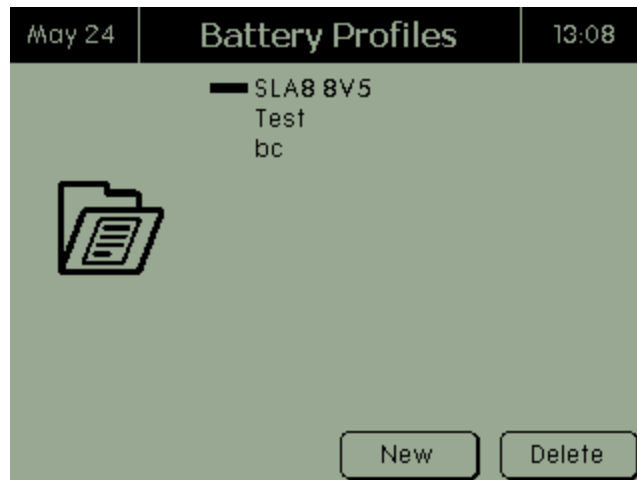 May 24
Battery Profiles
13:08
SLA8 8V5
Test
bc
New
Delete